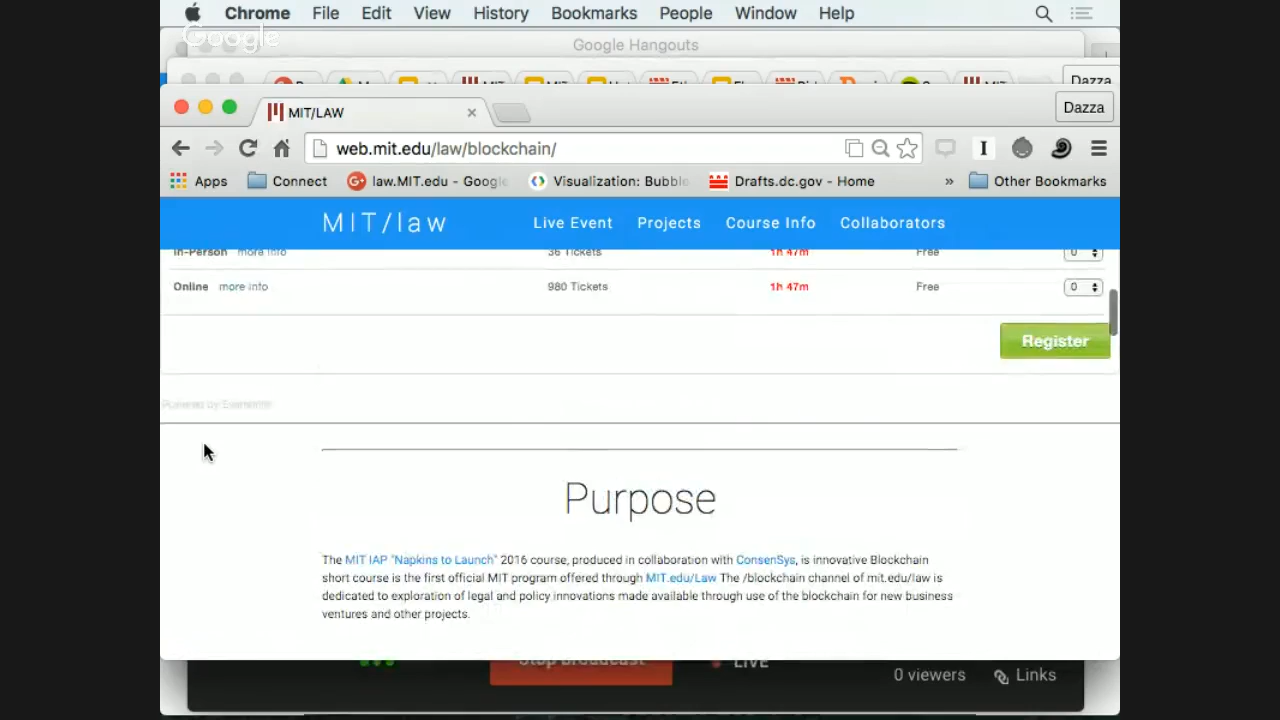 Chrome File Edit View History Bookmarks People Window Help
Google
Google Hangouts
Dazza
MIT/LAW
Dazza
web.mit.edu/law/blockchain/
Apps Connect law.MIT.edu - Google Visualization: Bubble Drafts.dc.gov - Home » Other Bookmarks
MIT/law Live Event Projects Course Info Collaborators
In-Person more info 36 Tickets 1h 47m Free 0
Online more info 980 Tickets 1h 47m Free 0
Register
Powered by Eventbrite
Purpose
The MIT IAP "Napkins to Launch" 2016 course, produced in collaboration with ConsenSys, is innovative Blockchain
short course is the first official MIT program offered through MIT.edu/Law The /blockchain channel of mit.edu/law is
dedicated to exploration of legal and policy innovations made available through use of the blockchain for new business
ventures and other projects.
Stop Broadcast LIVE
0 viewers Links